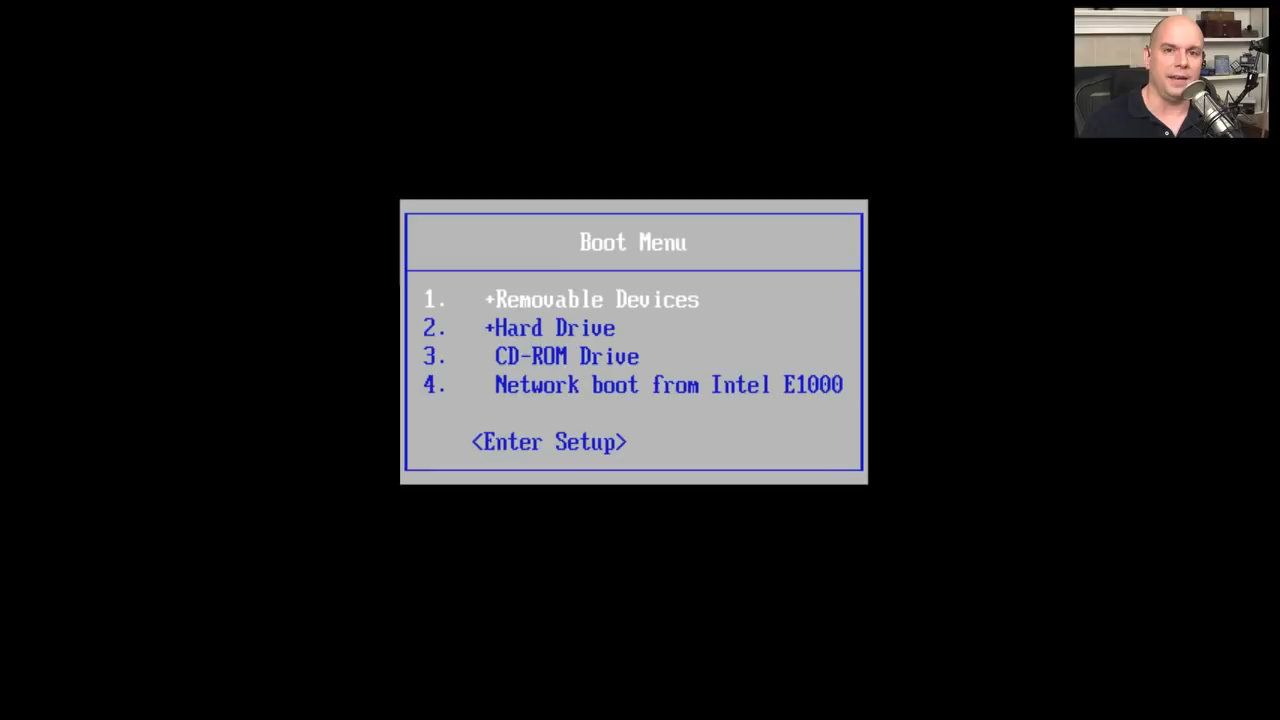 Boot Menu
1. +Removable Devices
2. +Hard Drive
3. CD-ROM Drive
4. Network boot from Intel E1000
<Enter Setup>